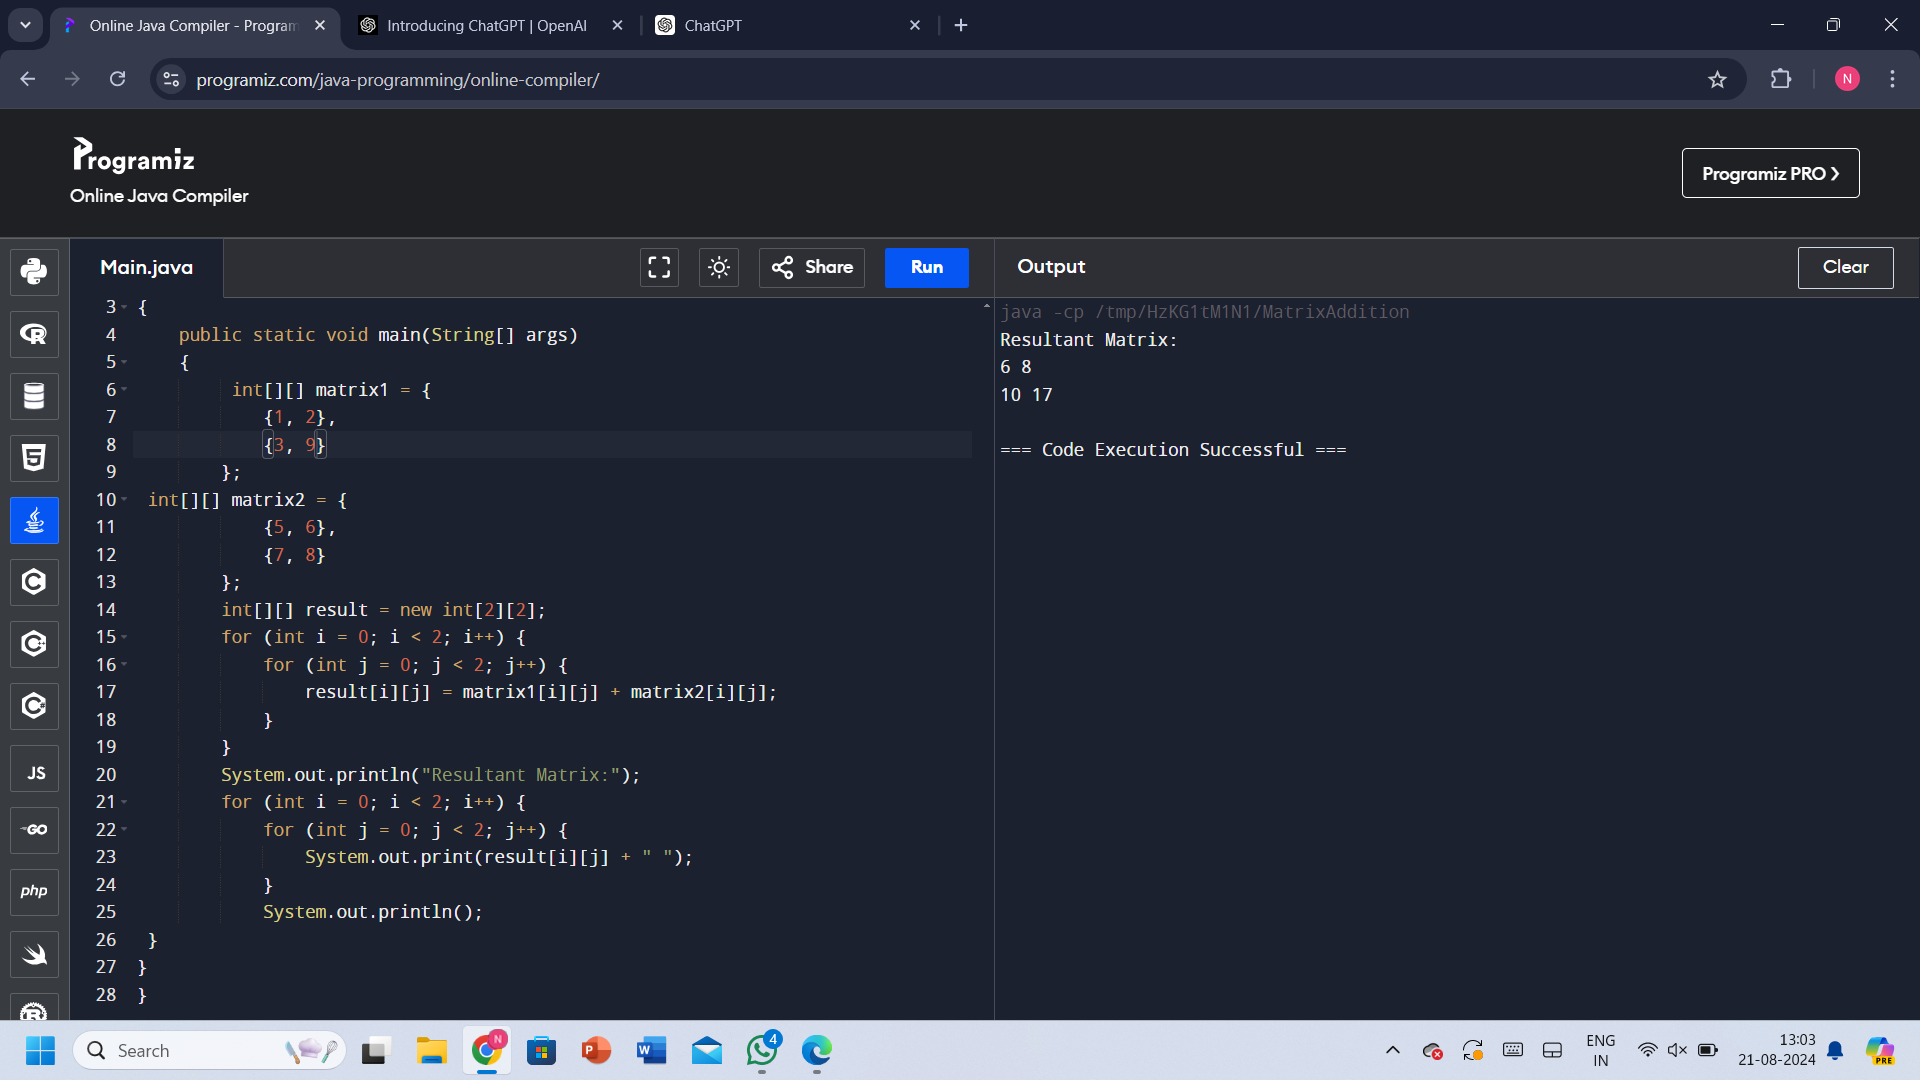 Online Java Compiler - Program
Introducing ChatGPT | OpenAI
ChatGPT
programiz.com/java-programming/online-compiler/
N
Programiz
Online Java Compiler
Programiz PRO
Main.java
Share
Run
Output
Clear
3 {
4 public static void main(String[] args)
5 {
6 int[][] matrix1 = {
7 {1, 2},
8 {3, 9}
9 };
10 int[][] matrix2 = {
11 {5, 6},
12 {7, 8}
13 };
14 int[][] result = new int[2][2];
15 for (int i = 0; i < 2; i++) {
16 for (int j = 0; j < 2; j++) {
17 result[i][j] = matrix1[i][j] + matrix2[i][j];
18 }
19 }
20 System.out.println("Resultant Matrix:");
21 for (int i = 0; i < 2; i++) {
22 for (int j = 0; j < 2; j++) {
23 System.out.print(result[i][j] + " ");
24 }
25 System.out.println();
26 }
27 }
28 }
java -cp /tmp/HzKG1tM1N1/MatrixAddition
Resultant Matrix:
6 8
10 17
=== Code Execution Successful ===
R
5
C
C
C
JS
GO
php
R
Search
N
P
W
4
ENG
IN
13:03
21-08-2024
PRE